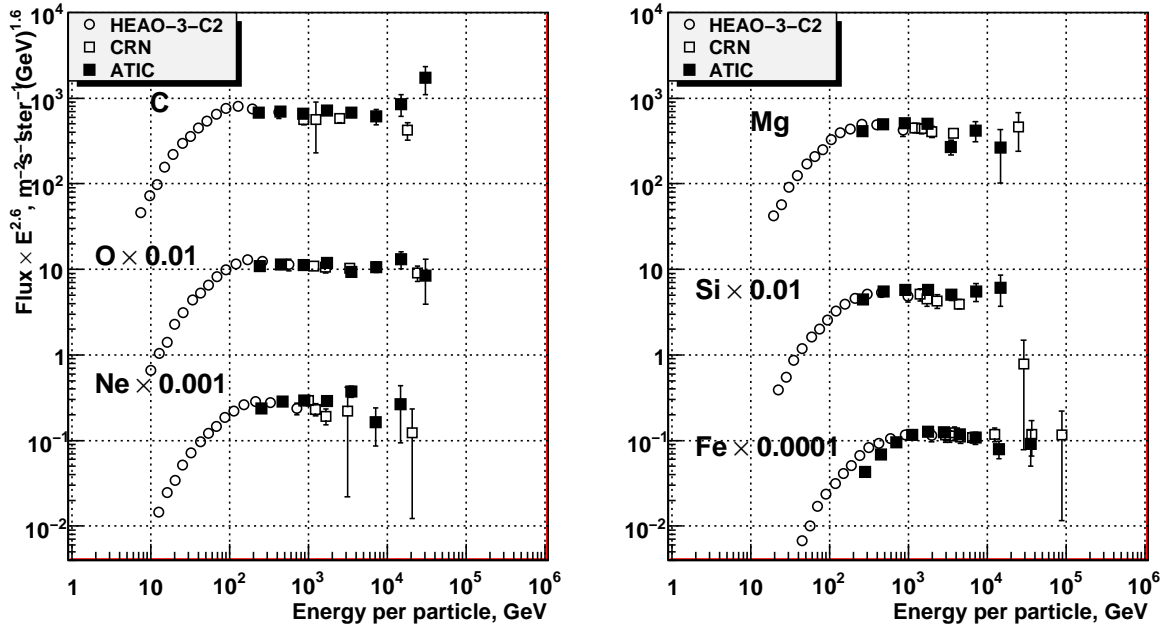 HEAO−3−C2
CRN
ATIC
C
O × 0.01
Ne × 0.001
Flux × E^2.6, m^−2 s^−1 ster^−1 (GeV)^1.6
10^4
10^3
10^2
10
1
10^−1
10^−2
1 10 10^2 10^3 10^4 10^5 10^6
Energy per particle, GeV
HEAO−3−C2
CRN
ATIC
Mg
Si × 0.01
Fe × 0.0001
10^4
10^3
10^2
10
1
10^−1
10^−2
1 10 10^2 10^3 10^4 10^5 10^6
Energy per particle, GeV